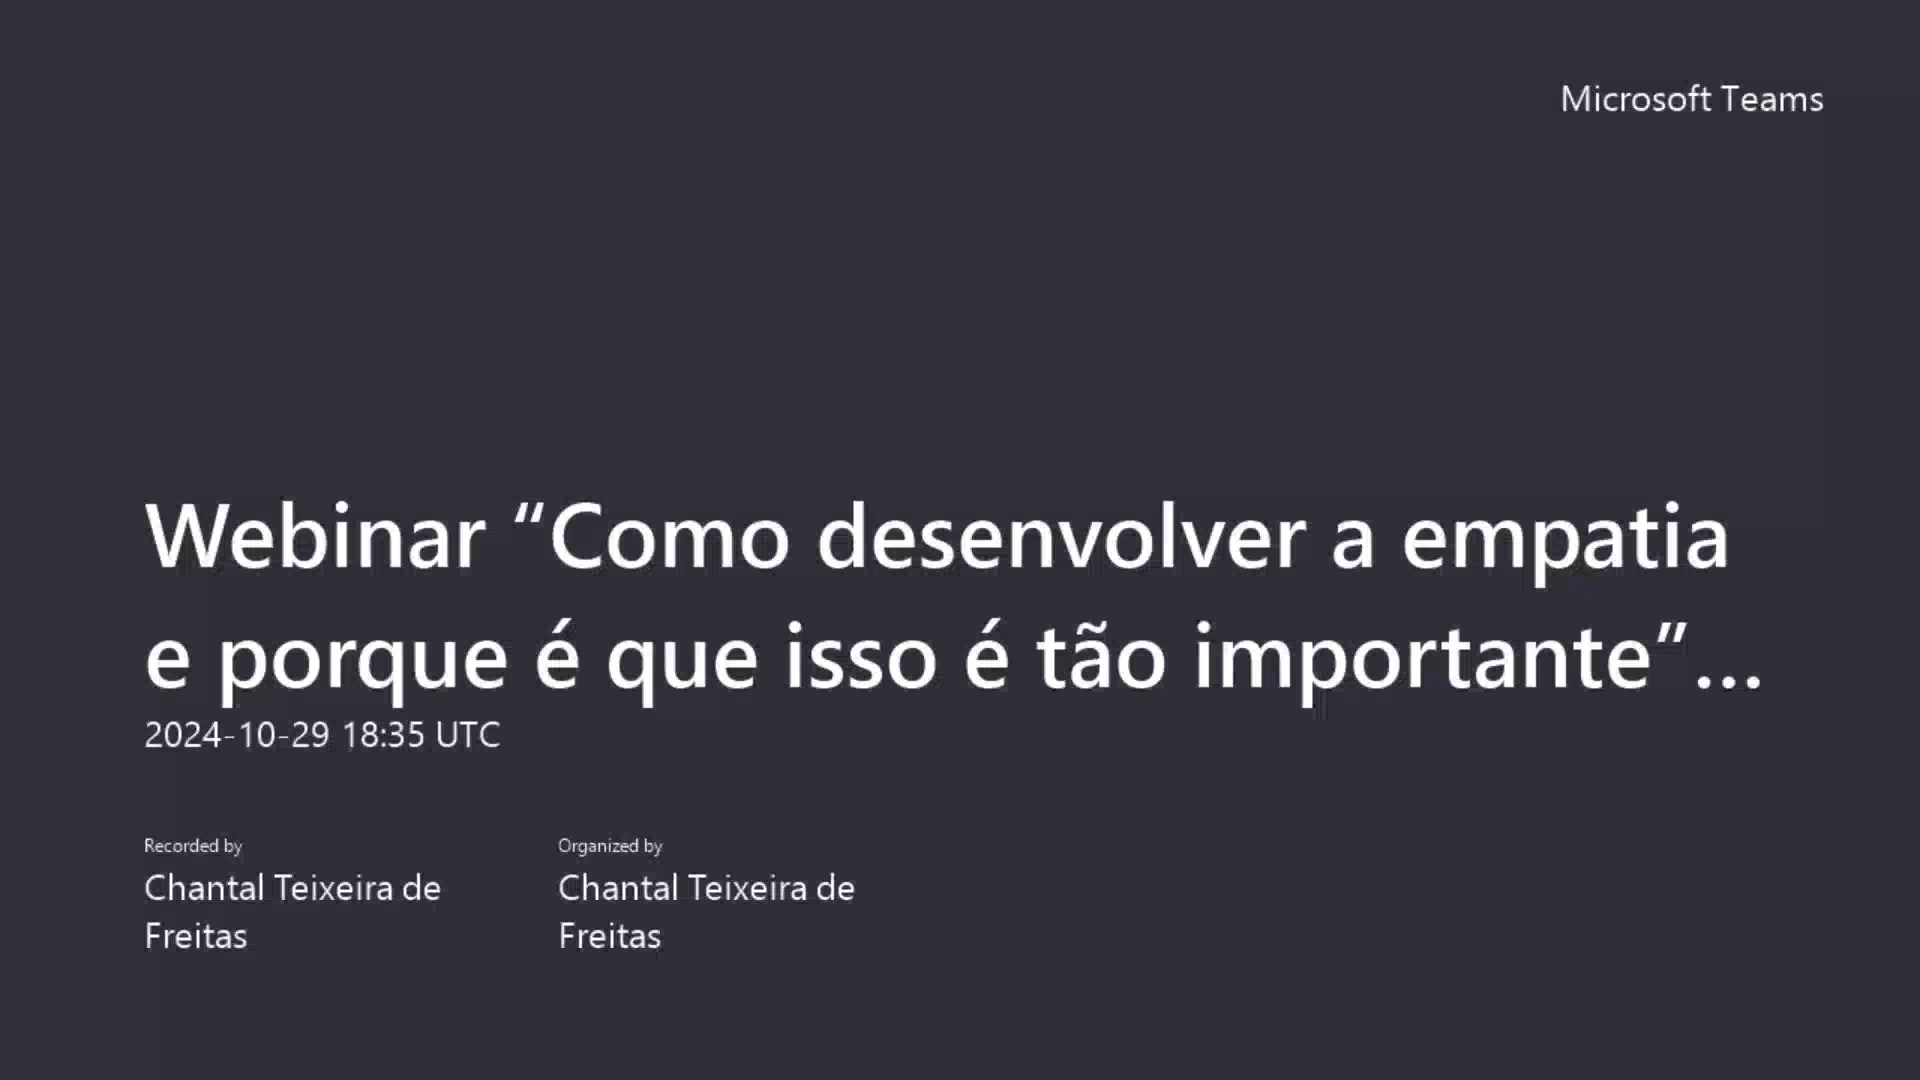 Microsoft Teams
Webinar “Como desenvolver a empatia
e porque é que isso é tão importante”...
2024-10-29 18:35 UTC
Recorded by
Chantal Teixeira de
Freitas
Organized by
Chantal Teixeira de
Freitas